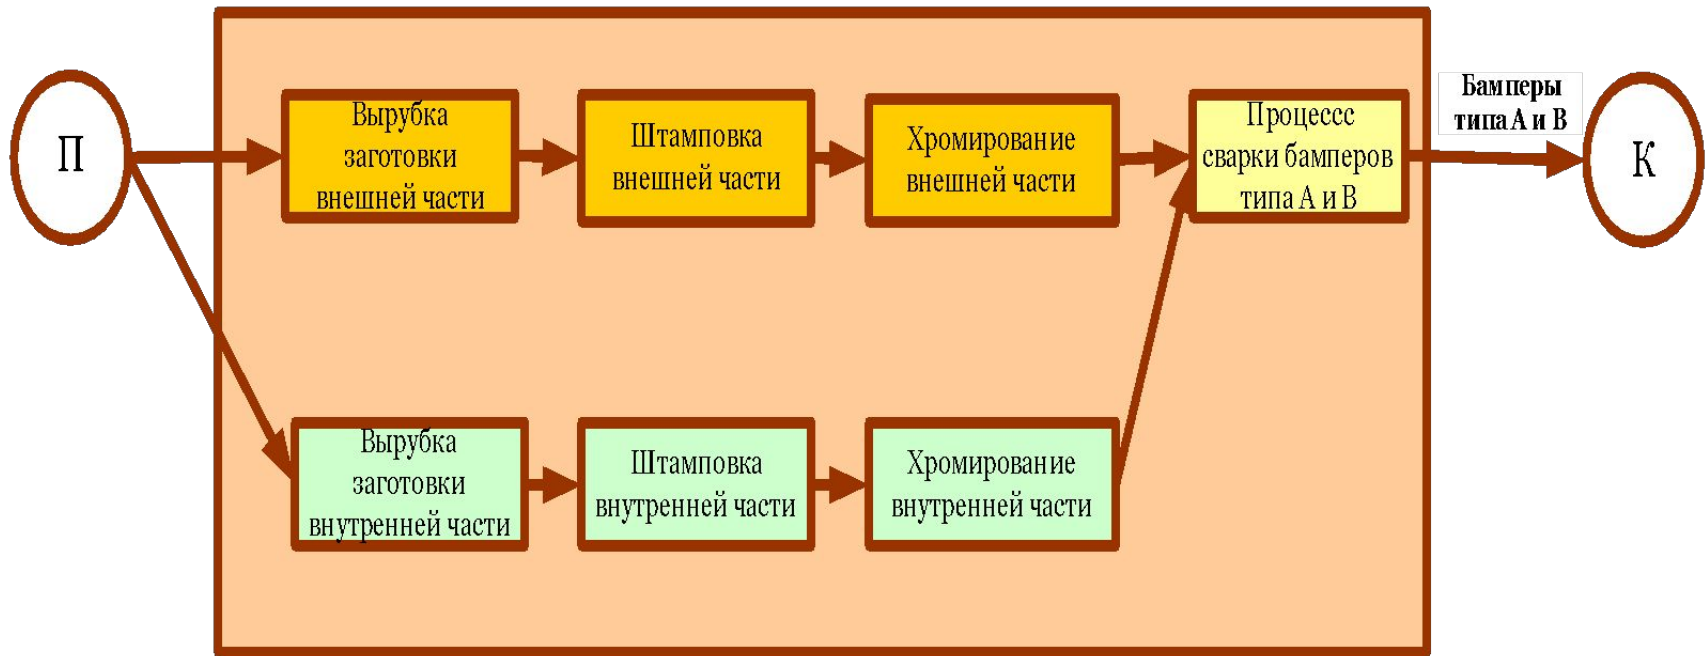 П
Вырубка
заготовки
внешней части
Штамповка
внешней части
Хромирование
внешней части
Процессс
сварки бамперов
типа А и В
Бамперы
типа А и В
К
Вырубка
заготовки
внутренней части
Штамповка
внутренней части
Хромирование
внутренней части